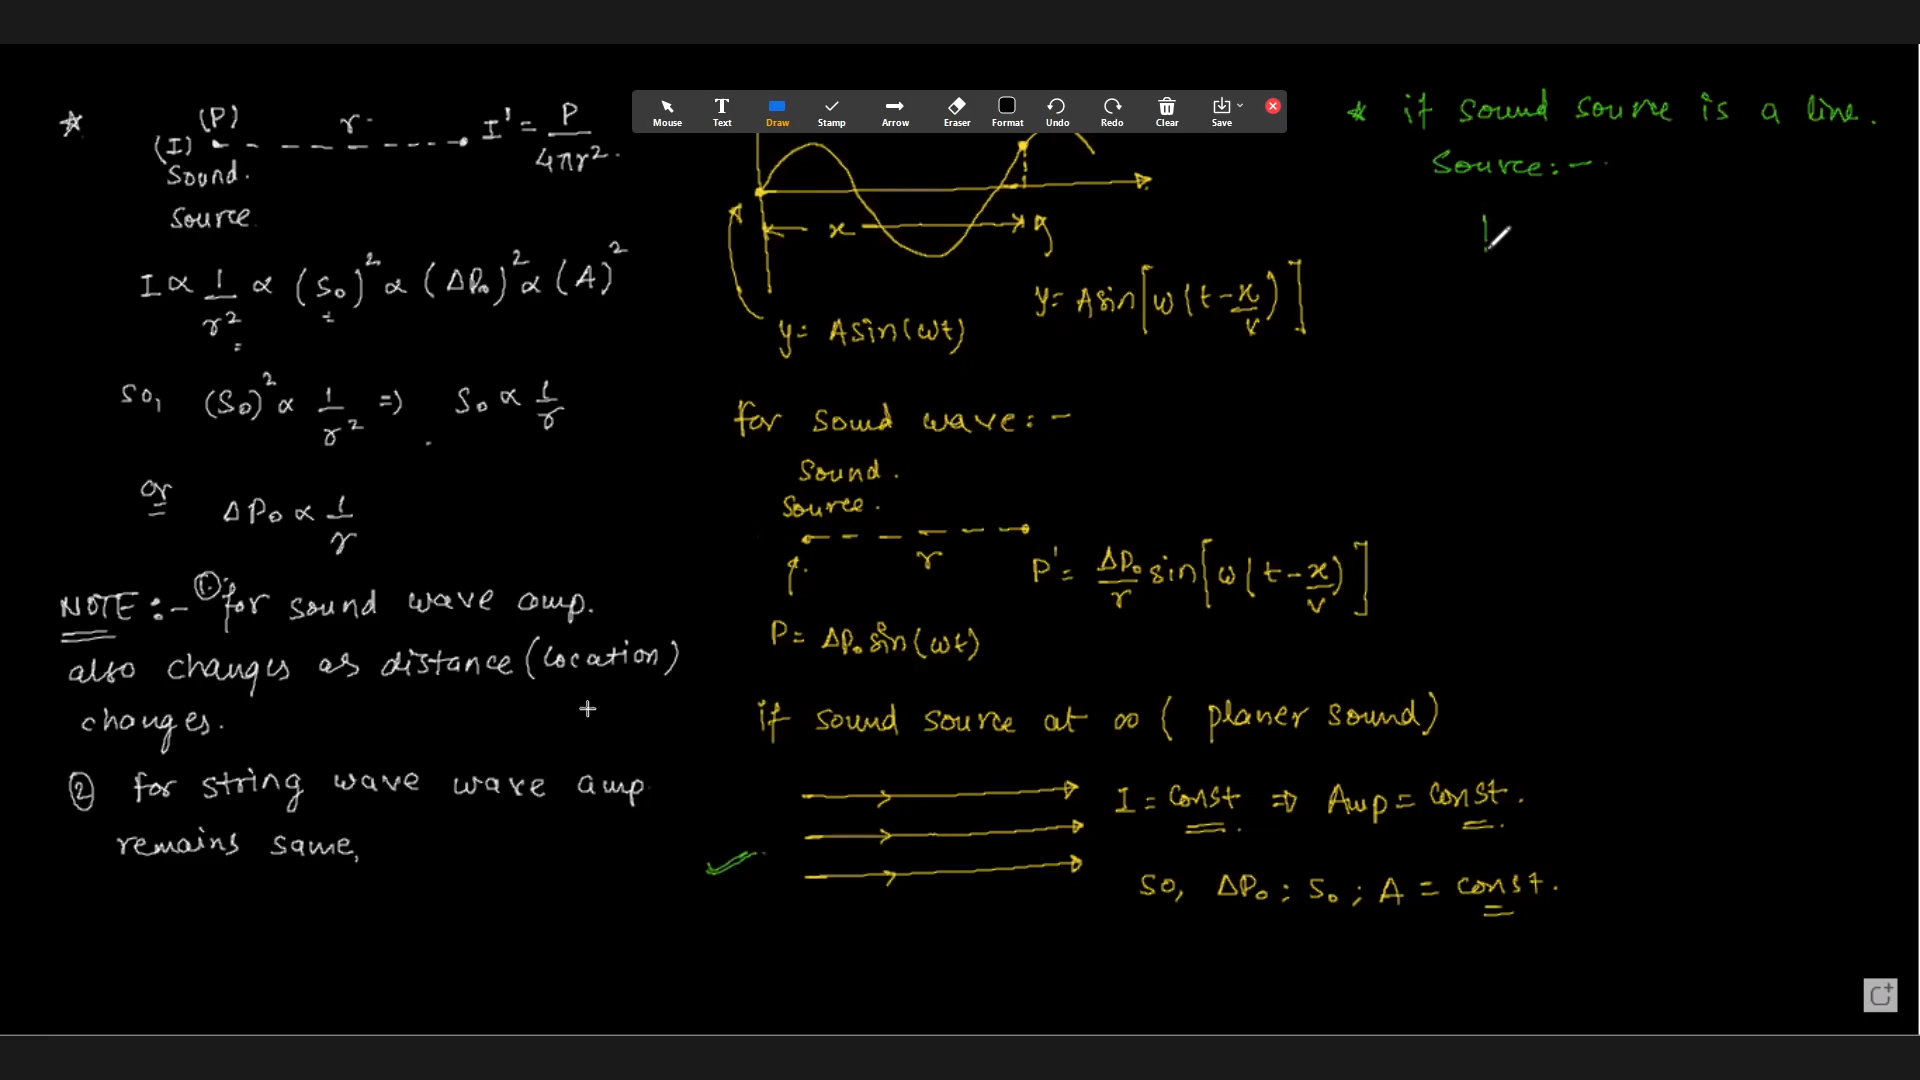 Mouse Text Draw Stamp Arrow Eraser Format Undo Redo Clear Save
(P)
(I) r I' = P / 4πr².
Sound.
Source.
I ∝ 1/r² ∝ (S₀)² ∝ (ΔP₀)² ∝ (A)²
so, (S₀)² ∝ 1/r² => S₀ ∝ 1/r
or ΔP₀ ∝ 1/r
NOTE :- ① for sound wave amp.
also changes as distance (location)
changes.
② for string wave wave amp.
remains same,
x
y = A sin(ωt)
y = A sin[ω(t - x/v)]
for sound wave :-
Sound.
Source.
r
P' = ΔP₀/r sin[ω(t - x/v)]
P = ΔP₀ sin(ωt)
if sound source at ∞ ( planer sound)
I = const ⇒ Amp = const.
so, ΔP₀ ; S₀ ; A = const.
* if sound source is a line.
Source :-